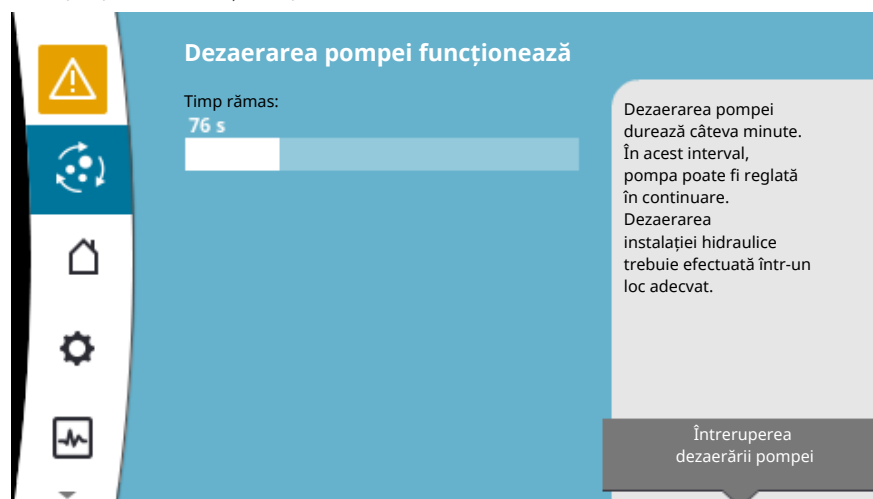 Dezaerarea pompei funcționează
Timp rămas:
76 s
Dezaerarea pompei
durează câteva minute.
În acest interval,
pompa poate fi reglată
în continuare.
Dezaerarea
instalației hidraulice
trebuie efectuată într-un
loc adecvat.
Întreruperea
dezaerării pompei